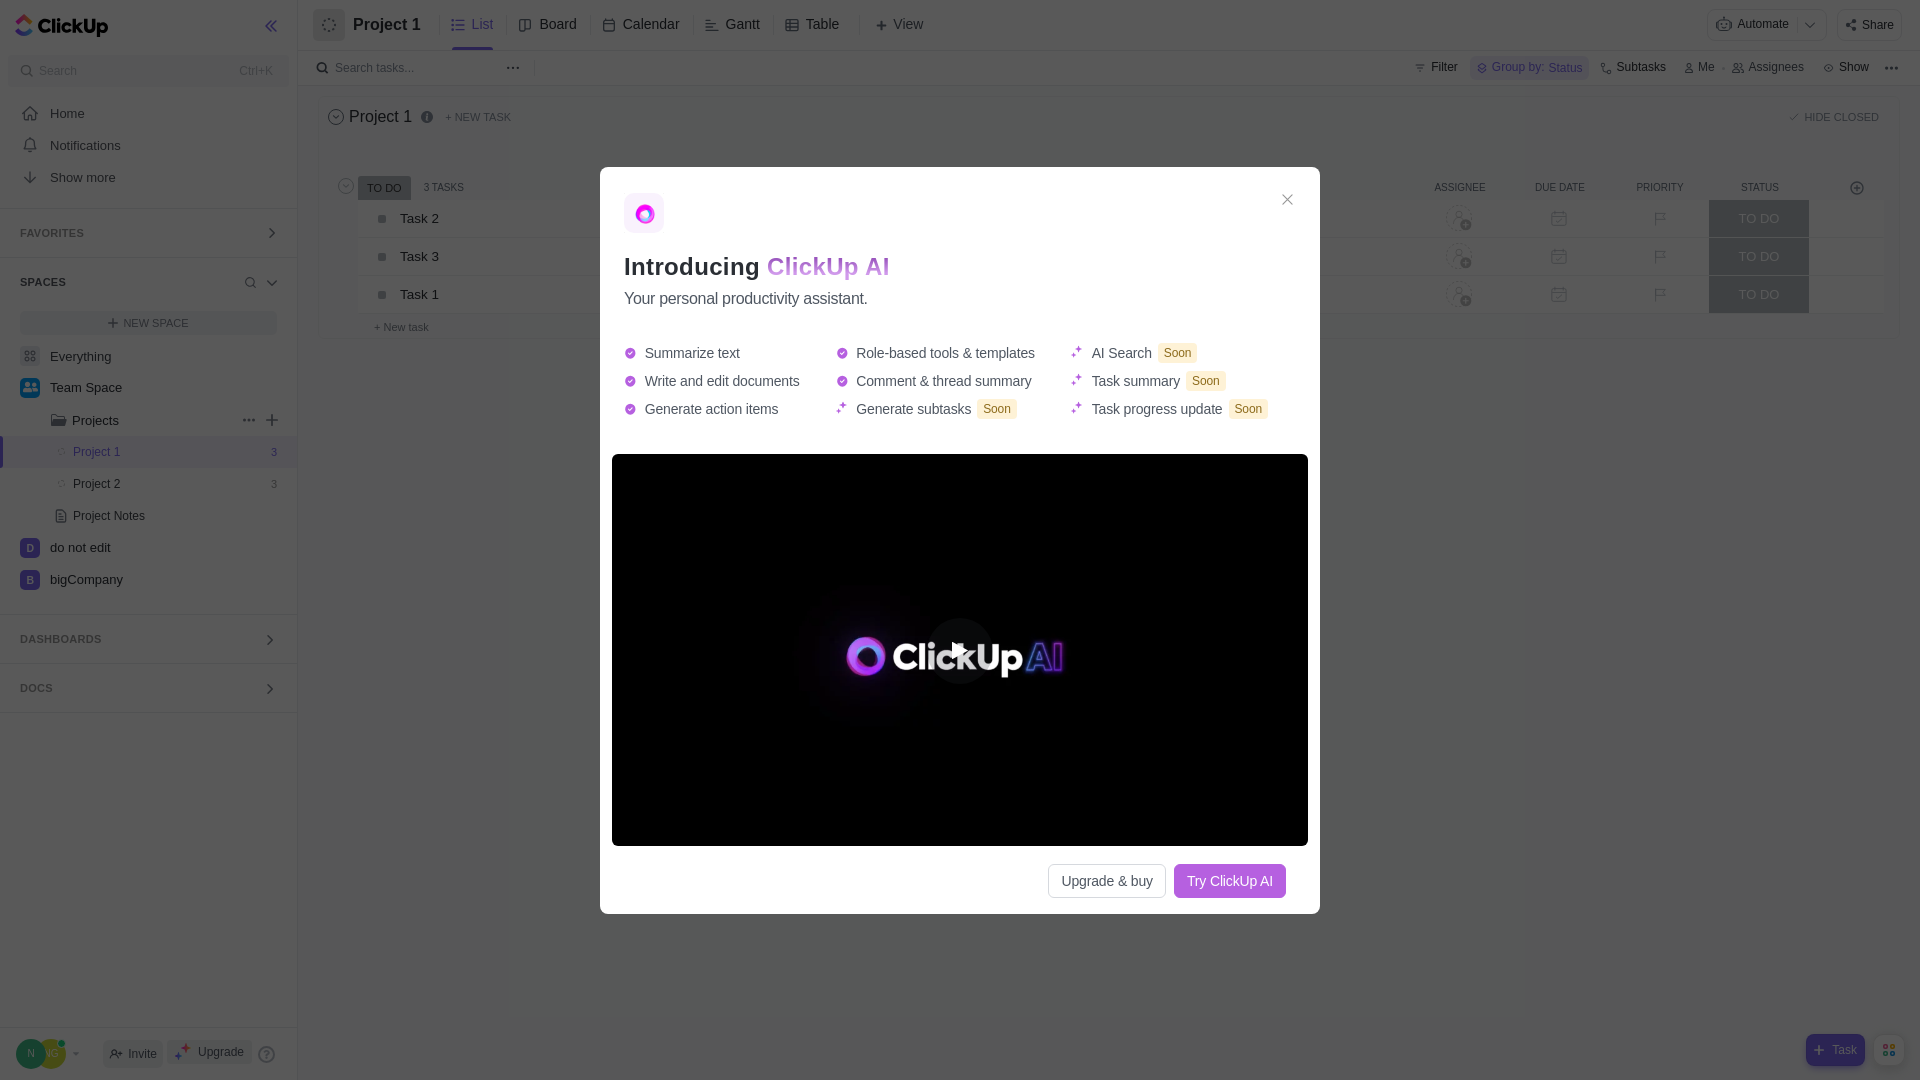 ClickUp
Search
Ctrl+K
Home
Notifications
Show more
FAVORITES
SPACES
NEW SPACE
Everything
Team Space
Projects
Project 1
3
Project 2
3
Project Notes
D
do not edit
B
bigCompany
DASHBOARDS
DOCS
N
NG
Invite
Upgrade
?
Project 1
List
Board
Calendar
Gantt
Table
+ View
Automate
Share
Search tasks...
Filter
Group by: Status
Subtasks
Me
Assignees
Show
Project 1
+ NEW TASK
HIDE CLOSED
TO DO
3 TASKS
ASSIGNEE
DUE DATE
PRIORITY
STATUS
Task 2
TO DO
Task 3
TO DO
Task 1
TO DO
+ New task
Introducing ClickUp AI
Your personal productivity assistant.
Summarize text
Write and edit documents
Generate action items
Role-based tools & templates
Comment & thread summary
Generate subtasks Soon
AI Search Soon
Task summary Soon
Task progress update Soon
ClickUp AI
Upgrade & buy
Try ClickUp AI
+ Task